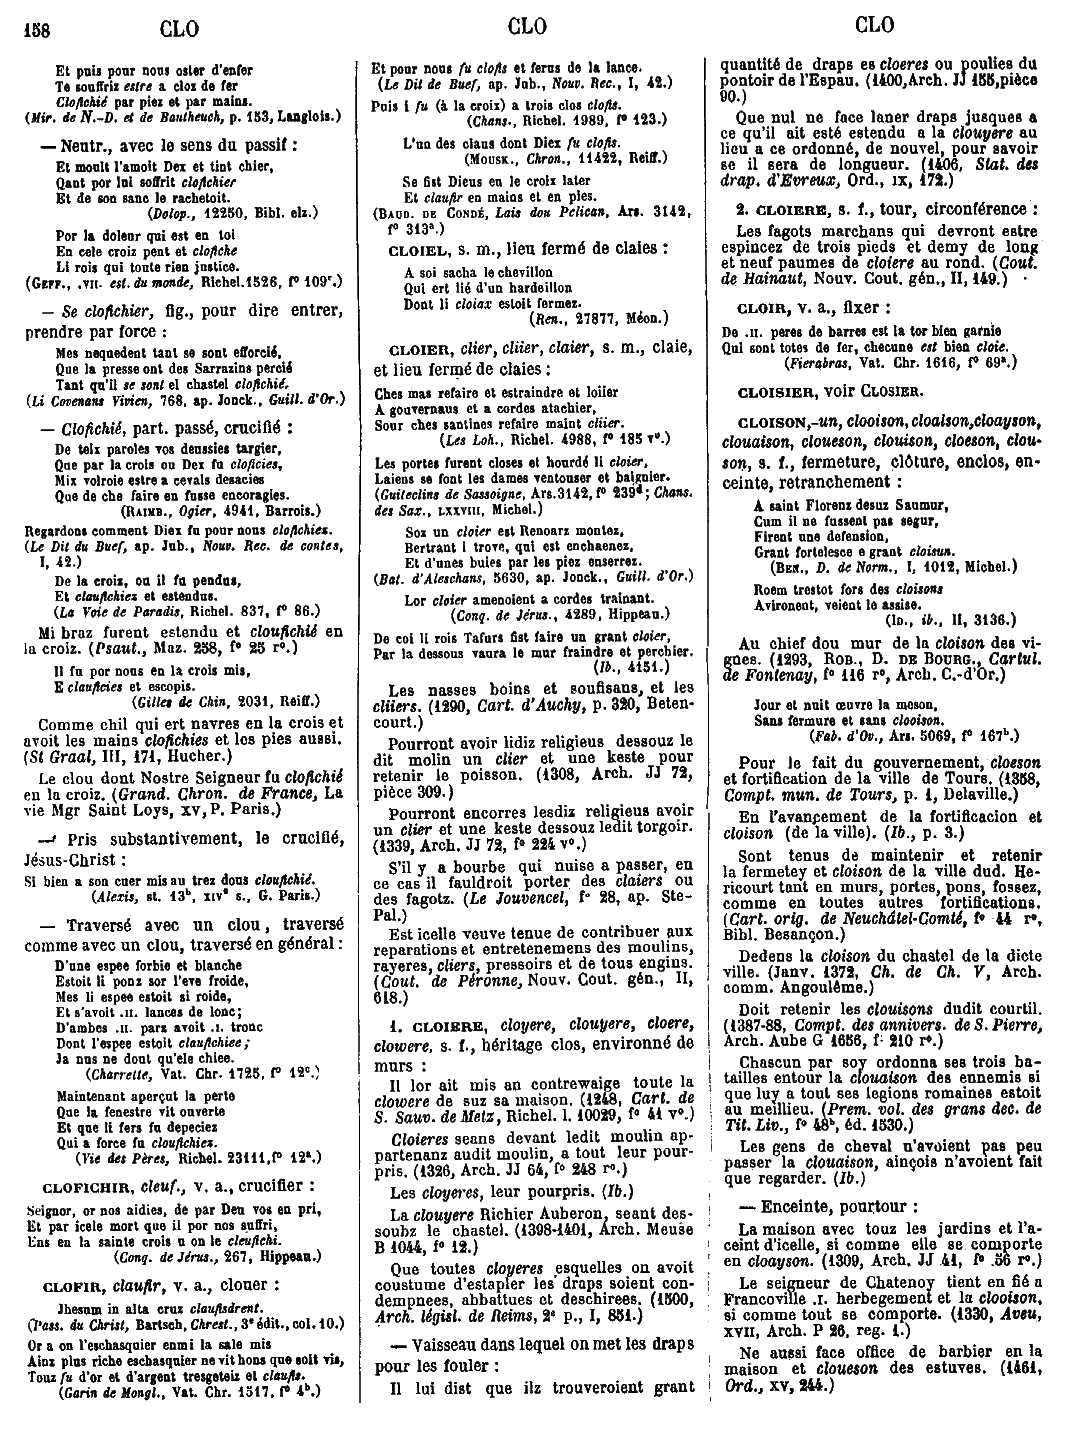 158 CLO CLO CLO
Et puis pour nous oster d'enfer
Te souffriz estre a cloz de fer
Clofichié par piez et par mains.
(Mir. de N.-D. et de Bautheuch, p. 153, Langlois.)
— Neutr., avec le sens du passif :
Et moult l'amoit Dex et tint chier,
Qant por lui soffrit clofichier
Et de son sanc le rachetoit.
(Dolop., 12250, Bibl. elz.)
Por la doleur qui est en toi
En cele croiz pent et clofiche
Li rois qui toute rien justice.
(Geff., .vii. est. du monde, Richel. 1526, f° 109c.)
— Se clofichier, fig., pour dire entrer,
prendre par force :
Mes nequedent tant se sont efforcié,
Que la presse ont des Sarrazins percié
Tant qu'il se sont el chastel clofichié.
(Li Covenans Vivien, 768, ap. Jonck., Guill. d'Or.)
— Clofichié, part. passé, crucifié :
De telx paroles vos deussies targier,
Que par la crois ou Dex fu cloficies,
Mix volroie estre a cevals desacies
Que de che faire en fusse encoragies.
(Raimb., Ogier, 4941, Barrois.)
Regardons comment Diex fu pour nous clofichiez.
(Le Dit du Buef, ap. Jub., Nouv. Rec. de contes,
I, 42.)
De la croix, ou il fu pendus,
Et claufichiez et estendus.
(La Voie de Paradis, Richel. 837, f° 86.)
Mi braz furent estendu et cloufichié en
la croiz. (Psaut., Maz. 258, f° 25 r°.)
Il fu por nous en la crois mis,
E clauficies et escopis.
(Gilles de Chin, 2031, Reiff.)
Comme chil qui ert navres en la crois et
avoit les mains clofichies et les pies aussi.
(St Graal, III, 171, Hucher.)
Le clou dont Nostre Seigneur fu clofichié
en la croiz. (Grand. Chron. de France, La
vie Mgr Saint Loys, xv, P. Paris.)
— Pris substantivement, le crucifié,
Jésus-Christ :
Si bien a son cuer mis au trez dous cloufichié.
(Alexis, st. 13b, xive s., G. Paris.)
— Traversé avec un clou, traversé
comme avec un clou, traversé en général :
D'une espee forbie et blanche
Estoit li ponz sor l'eve froide,
Mes li espee estoit si roide,
Et s'avoit .ii. lances de lonc;
D'ambes .ii. parz avoit .i. tronc
Dont l'espee estoit claufichiee;
Ja nus ne dout qu'ele chiee.
(Charrette, Vat. Chr. 1725, f° 12c.)
Maintenant aperçut la perte
Que la fenestre vit ouverte
Et que li fers fu depeciez
Qui a force fu cloufichiez.
(Vie des Pères, Richel. 23111, f° 12a.)
CLOFICHIR, cleuf., v. a., crucifier :
Seignor, or nos aidies, de par Deu vos en pri,
Et par icele mort que il por nos suffri,
Ens en la sainte crois u on le cleufichi.
(Conq. de Jérus., 267, Hippeau.)
CLOFIR, claufir, v. a., clouer :
Jhesum in alta cruz claufisdrent.
(Pass. du Christ, Bartsch, Chrest., 3e édit., col. 10.)
Or a on l'eschasquier enmi la sale mis
Ainz plus riche eschasquier ne vit hons que soit vis,
Touz fu d'or et d'argent tresgeteiz et claufis.
(Garin de Mongl., Vat. Chr. 1517, f° 4b.)
Et pour nous fu clofis et ferus de la lance.
(Le Dit de Buef, ap. Jub., Nouv. Rec., I, 42.)
Puis i fu (à la croix) a trois clos clofis.
(Chans., Richel. 1989, f° 123.)
L'un des claus dont Diex fu clofis.
(Mousk., Chron., 11422, Reiff.)
Se fist Dieus en le croix later
Et claufir en mains et en pies.
(Baud. de Condé, Lais dou Pelican, Ars. 3142,
f° 313a.)
CLOIEL, s. m., lieu fermé de claies :
A soi sacha le chevillon
Qui ert lié d'un hardeillon
Dont li cloiax estoit fermez.
(Ren., 27877, Méon.)
CLOIER, clier, cliier, claier, s. m., claie,
et lieu fermé de claies :
Ches mas refaire et estraindre et loiier
A gouvernaus et a cordes atachier,
Sour ches santines refaire maint cliier.
(Les Loh., Richel. 4988, f° 185 v°.)
Les portes furent closes et hourdé li cloier,
Laiens se font les dames ventouser et baignier.
(Guiteclins de Sassoigne, Ars. 3142, f° 239d; Chans.
des Sax., lxxviii, Michel.)
Soz un cloier est Renoarz montez,
Bertrant i trove, qui est enchaenez,
Et d'unes buies par les piez enserrez.
(Bat. d'Aleschans, 5630, ap. Jonck., Guill. d'Or.)
Lor cloier amenoient a cordes traïnant.
(Conq. de Jérus., 4289, Hippeau.)
De coi li rois Tafurs fist faire un grant cloier,
Par la dessous vaura le mur fraindre et perchier.
(Ib., 4151.)
Les nasses boins et soufisans, et les
cliiers. (1290, Cart. d'Auchy, p. 320, Betencourt.)
Pourront avoir lidiz religieus dessouz le
dit molin un clier et une keste pour
retenir le poisson. (1308, Arch. JJ 72,
pièce 309.)
Pourront encorres lesdiz religieus avoir
un clier et une keste dessouz ledit torgoir.
(1339, Arch. JJ 72, f° 224 v°.)
S'il y a bourbe qui nuise a passer, en
ce cas il fauldroit porter des claiers ou
des fagotz. (Le Jouvencel, f° 28, ap. Ste-
Pal.)
Est icelle veuve tenue de contribuer aux
reparations et entretenemens des moulins,
rayeres, cliers, pressoirs et de tous engins.
(Cout. de Péronne, Nouv. Cout. gén., II,
618.)
1. CLOIERE, cloyere, clouyere, cloere,
clowere, s. f., héritage clos, environné de
murs :
Il lor ait mis an contrewaige toute la
clowere de suz sa maison. (1248, Cart. de
S. Sauv. de Metz, Richel. l. 10029, f° 41 v°.)
Cloieres seans devant ledit moulin ap-
partenanz audit moulin, a tout leur pour-
pris. (1326, Arch. JJ 64, f° 248 r°.)
Les cloyeres, leur pourpris. (Ib.)
La clouyere Richier Auberon, seant des-
soubz le chastel. (1398-1401, Arch. Meuse
B 1044, f° 12.)
Que toutes cloyeres esquelles on avoit
coustume d'estapler les draps soient con-
dempnees, abbattues et deschirees. (1500,
Arch. législ. de Reims, 2e p., I, 851.)
— Vaisseau dans lequel on met les draps
pour les fouler :
Il lui dist que ilz trouveroient grant
quantité de draps es cloeres ou poulies du
pontoir de l'Espau. (1400, Arch. JJ 155, pièce
90.)
Que nul ne face laner draps jusques a
ce qu'il ait esté estendu a la clouyère au
lieu a ce ordonné, de nouvel, pour savoir
se il sera de longueur. (1406, Stat. des
drap. d'Evreux, Ord., ix, 172.)
2. CLOIERE, s. f., tour, circonférence :
Les fagots marchans qui devront estre
espincez de trois pieds et demy de long
et neuf paumes de cloiere au rond. (Cout.
de Hainaut, Nouv. Cout. gén., II, 149.)
CLOIR, v. a., fixer :
De .ii. peres de barres est la tor bien garnie
Qui sont totes de fer, checune est bien cloie.
(Fierabras, Vat. Chr. 1616, f° 69a.)
CLOISIER, voir Closier.
CLOISON, -un, clooison, cloaison, cloayson,
clouaison, cloueson, clouison, cloeson, clou-
son, s. f., fermeture, clôture, enclos, en-
ceinte, retranchement :
A saint Florenz desuz Saumur,
Cum il ne fussent pas segur,
Firent une defension,
Grant fortelesce e grant cloisun.
(Ben., D. de Norm., I, 1012, Michel.)
Roem trestot fors des cloisons
Avironent, veient le assise.
(Id., ib., II, 3136.)
Au chief dou mur de la cloison des vi-
gnes. (1293, Rob., D. de Bourg., Cartul.
de Fontenay, f° 116 r°, Arch. C.-d'Or.)
Jour et nuit œuvre la meson,
Sans fermure et sans clooison.
(Fab. d'Ov., Ars. 5069, f° 167b.)
Pour le fait du gouvernement, cloeson
et fortification de la ville de Tours. (1358,
Compt. mun. de Tours, p. 1, Delaville.)
En l'avancement de la fortificacion et
cloison (de la ville). (Ib., p. 3.)
Sont tenus de maintenir et retenir
la fermetey et cloison de la ville dud. He-
ricourt tant en murs, portes, pons, fossez,
comme en toutes autres fortifications.
(Cart. orig. de Neuchâtel-Comté, f° 44 r°,
Bibl. Besançon.)
Dedens la cloison du chastel de la dicte
ville. (Janv. 1372, Ch. de Ch. V, Arch.
comm. Angoulême.)
Doit retenir les clouisons dudit courtil.
(1387-88, Compt. des annivers. de S. Pierre,
Arch. Aube G 1656, f° 210 r°.)
Chascun par soy ordonna ses trois ba-
tailles entour la clouaison des ennemis si
que luy a tout ses legions romaines estoit
au meillieu. (Prem. vol. des grans dec. de
Tit. Liv., f° 48b, éd. 1530.)
Les gens de cheval n'avoient pas peu
passer la clouaison, ainçois n'avoient fait
que regarder. (Ib.)
— Enceinte, pourtour :
La maison avec touz les jardins et l'a-
ceint d'icelle, si comme elle se comporte
en cloayson. (1309, Arch. JJ 41, f° 56 r°.)
Le seigneur de Chatenoy tient en fié a
Francoville .i. herbegement et la clooison,
si comme tout se comporte. (1330, Aveu,
xvii, Arch. P 26, reg. 1.)
Ne aussi face office de barbier en la
maison et cloueson des estuves. (1461,
Ord., xv, 244.)